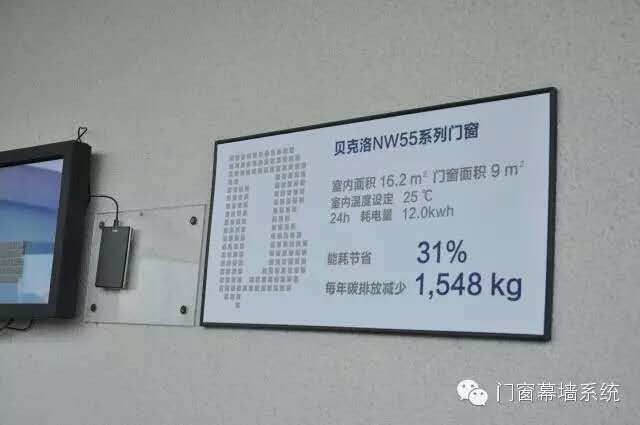 贝克洛NW55系列门窗
室内面积 16.2 m² 门窗面积 9 m²
室内温度设定 25 ℃
24h 耗电量 12.0kwh
能耗节省 31%
每年碳排放减少 1,548 kg
门窗幕墙系统